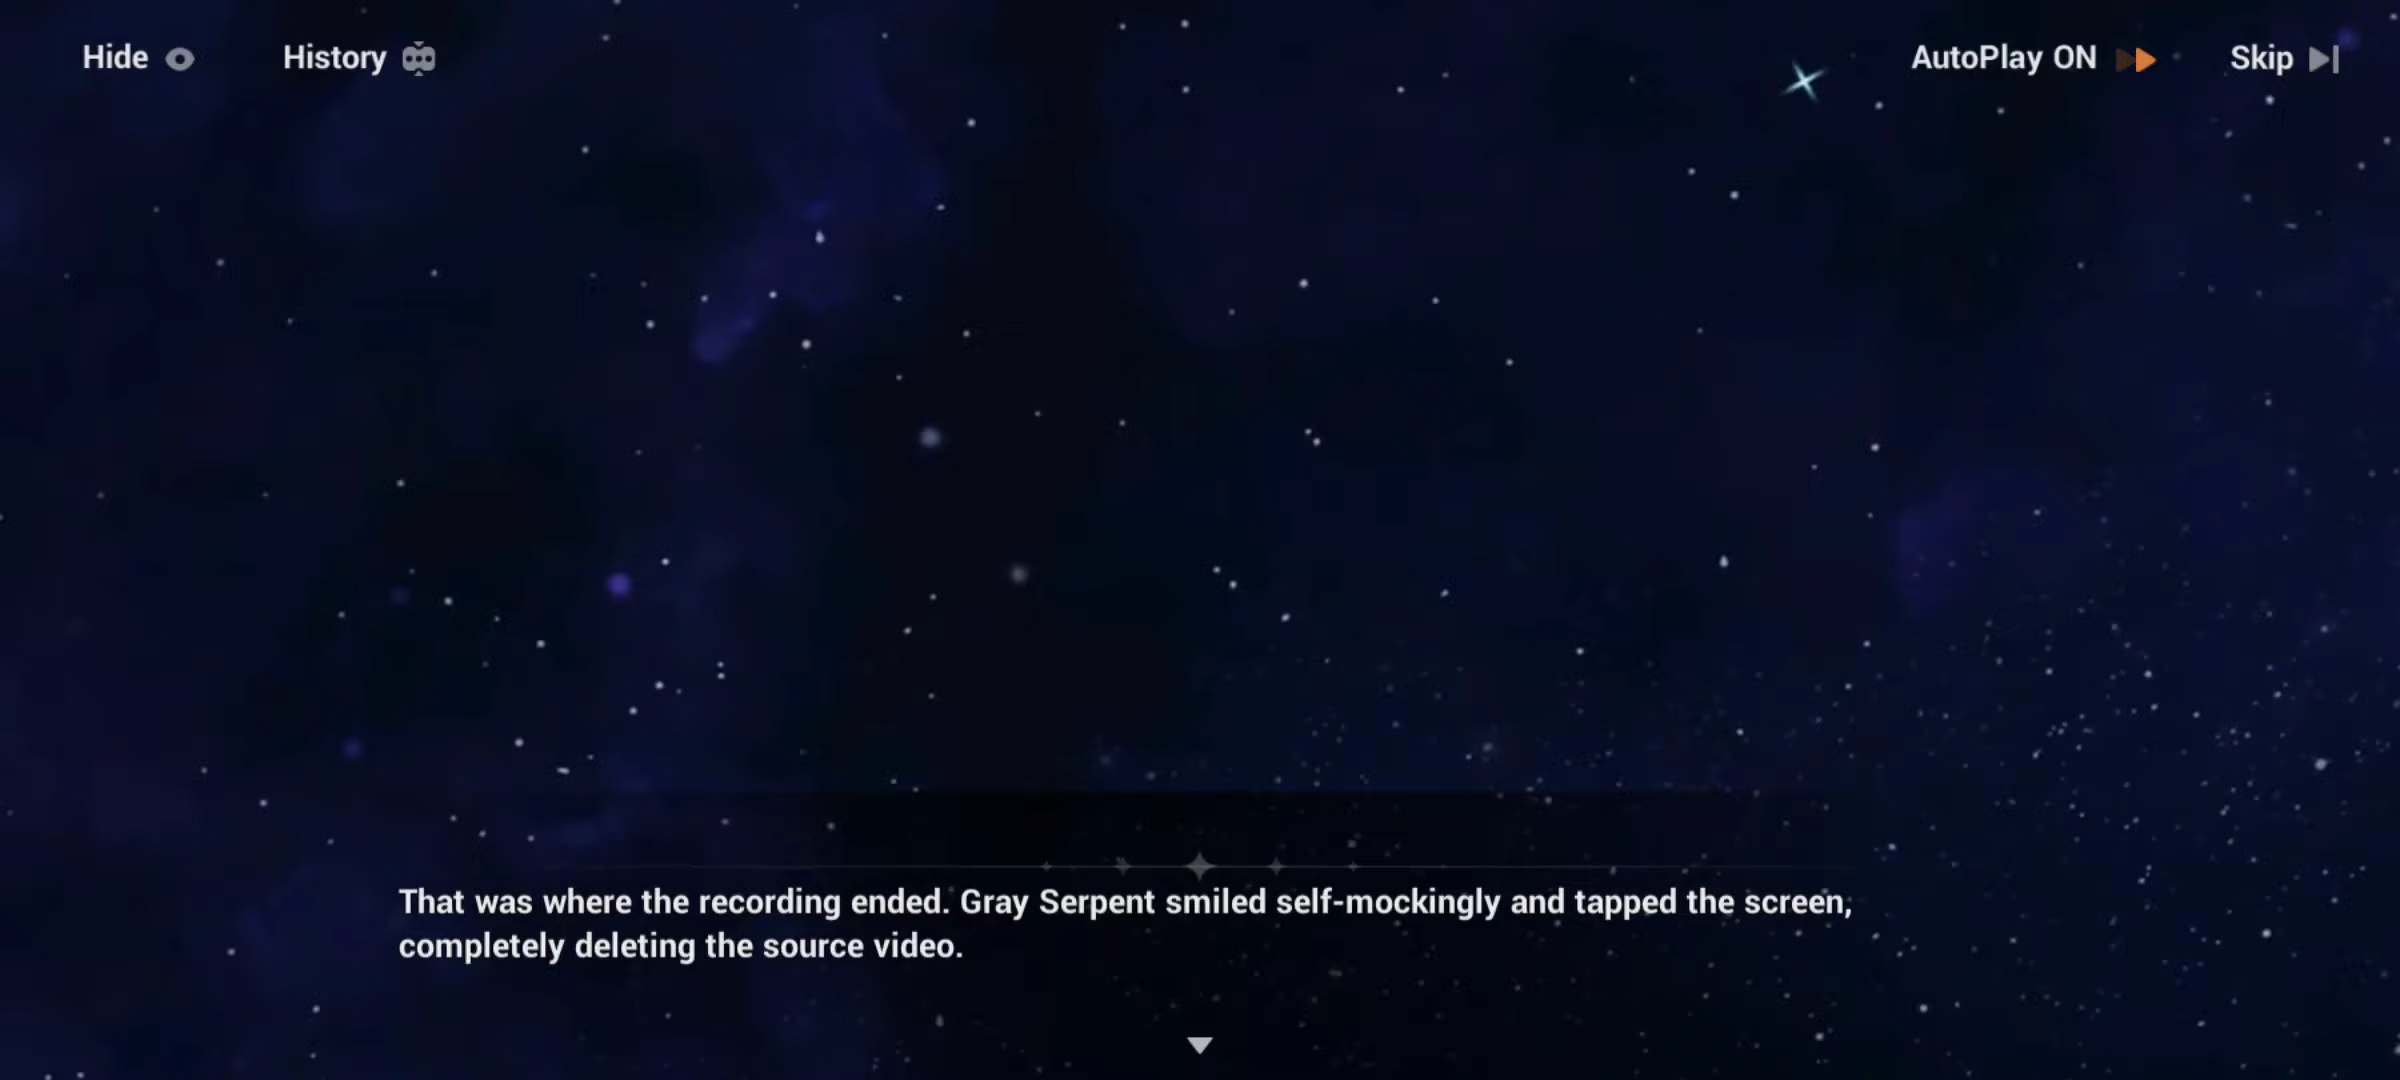 Hide
History
AutoPlay ON
Skip
That was where the recording ended. Gray Serpent smiled self-mockingly and tapped the screen,
completely deleting the source video.